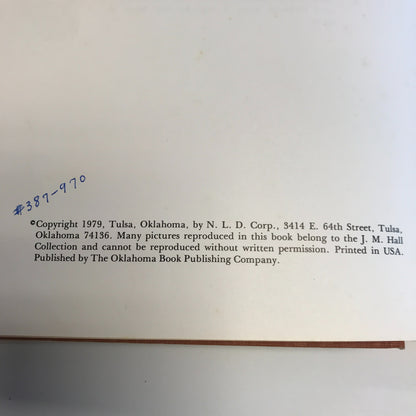 #387-970
©Copyright 1979, Tulsa, Oklahoma, by N. L. D. Corp., 3414 E. 64th Street, Tulsa,
Oklahoma 74136. Many pictures reproduced in this book belong to the J. M. Hall
Collection and cannot be reproduced without written permission. Printed in USA.
Published by The Oklahoma Book Publishing Company.